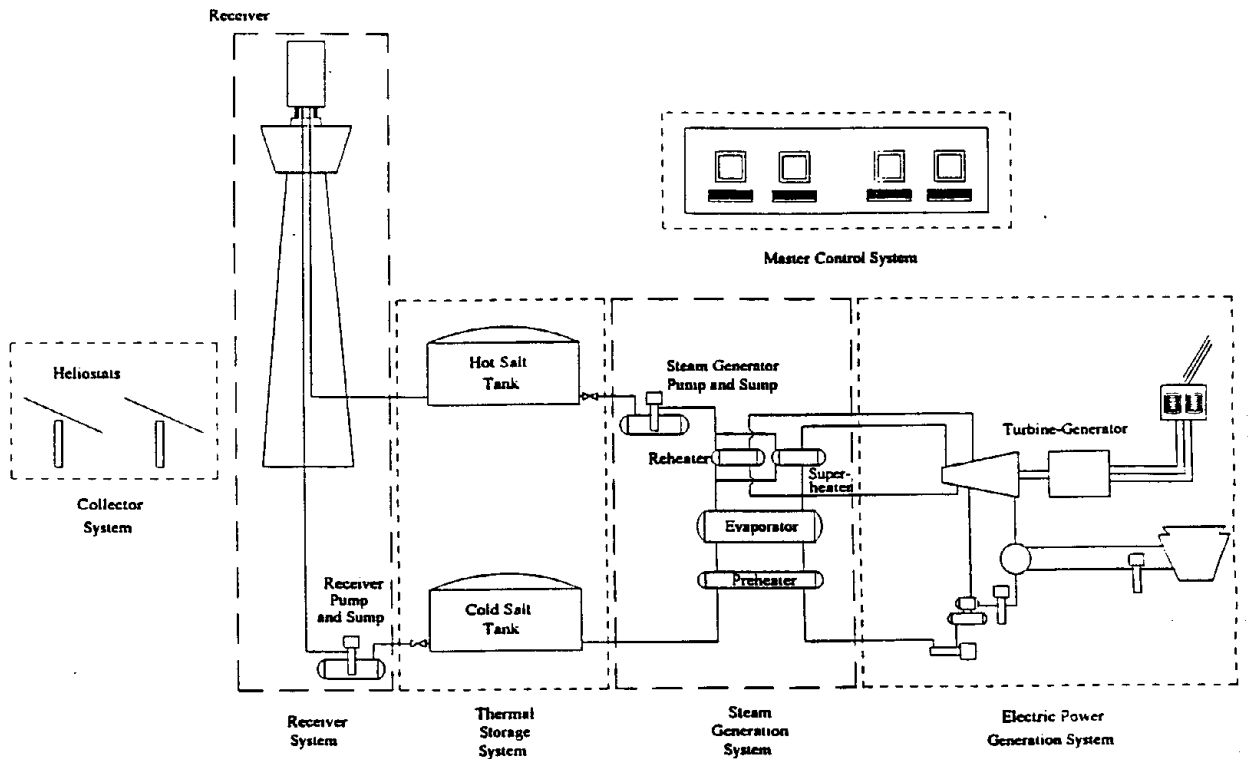 Receiver
Master Control System
Heliostats
Collector
System
Hot Salt
Tank
Steam Generator
Pump and Sump
Reheater
Super-
heater
Evaporator
Preheater
Turbine-Generator
Receiver
Pump
and Sump
Cold Salt
Tank
Receiver
System
Thermal
Storage
System
Steam
Generation
System
Electric Power
Generation System